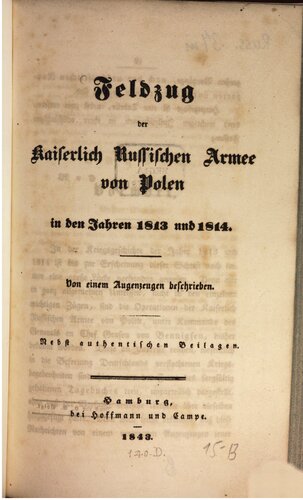 Feldzug
der
Kaiserlich Russischen Armee
von Polen
in den Jahren 1813 und 1814.
Von einem Augenzeugen beschrieben.
Nebst authentischen Beilagen.
Hamburg,
bei Hoffmann und Campe.
1843.
15-B